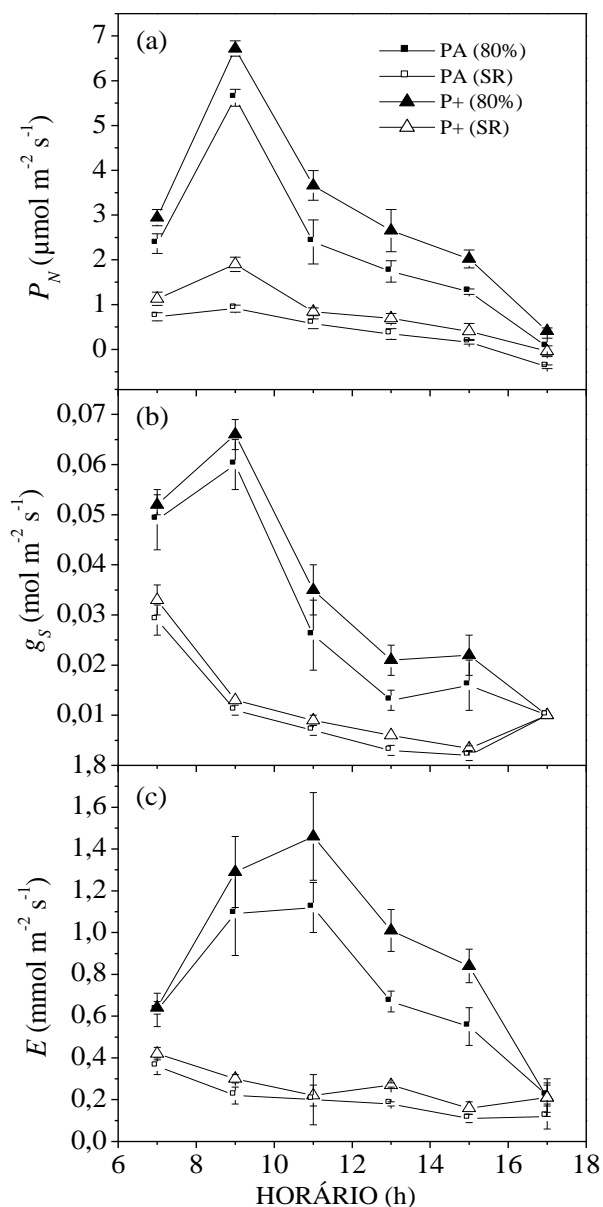 (a)
PA (80%)
PA (SR)
P+ (80%)
P+ (SR)
7
6
5
4
3
2
1
0
P_N (µmol m⁻² s⁻¹)
(b)
0,07
0,06
0,05
0,04
0,03
0,02
0,01
g_S (mol m⁻² s⁻¹)
(c)
1,8
1,6
1,4
1,2
1,0
0,8
0,6
0,4
0,2
0,0
E (mmol m⁻² s⁻¹)
6 8 10 12 14 16 18
HORÁRIO (h)